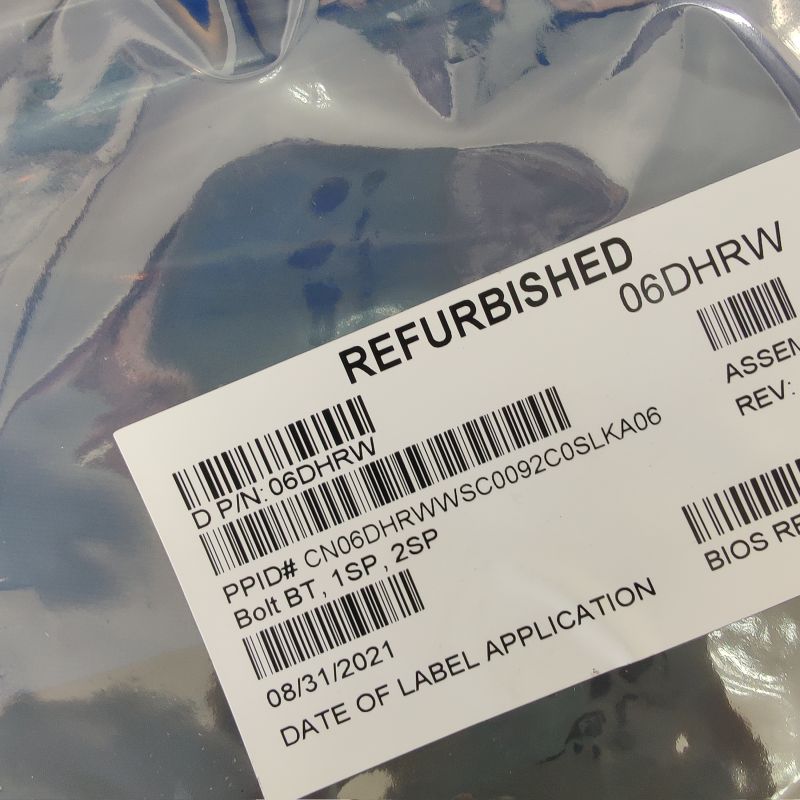 REFURBISHED
06DHRW
D P/N: 06DHRW
PPID# CN06DHRWWSC0092C0SLKA06
Bolt BT, 1SP, 2SP
08/31/2021
DATE OF LABEL APPLICATION
ASSEM
REV:
BIOS RE